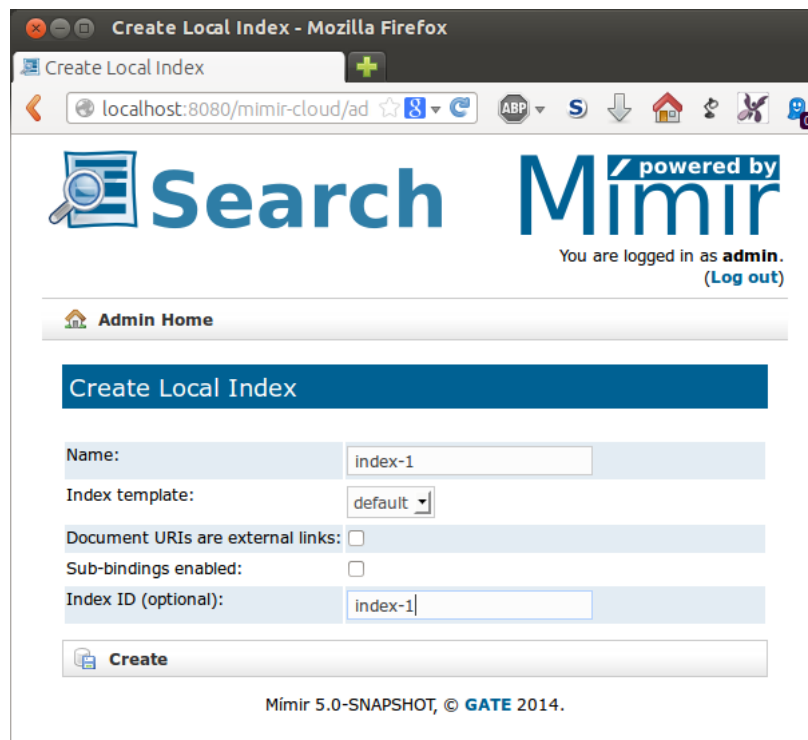 Create Local Index - Mozilla Firefox
Create Local Index
localhost:8080/mimir-cloud/ad
8
ABP
S)
Search
powered by
Mímir
You are logged in as admin.
(Log out)
Admin Home
Create Local Index
Name:
index-1
Index template:
default
Document URIs are external links:
Sub-bindings enabled:
Index ID (optional):
index-1
Create
Mímir 5.0-SNAPSHOT, © GATE 2014.